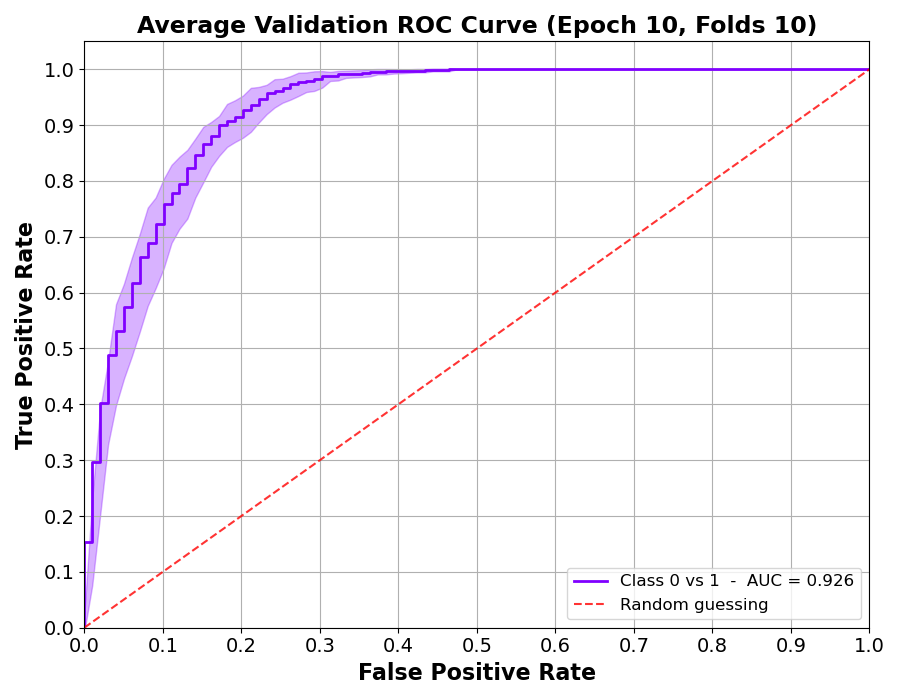 Average Validation ROC Curve (Epoch 10, Folds 10)
True Positive Rate
1.0
0.9
0.8
0.7
0.6
0.5
0.4
0.3
0.2
0.1
0.0
Class 0 vs 1 - AUC = 0.926
Random guessing
0.0 0.1 0.2 0.3 0.4 0.5 0.6 0.7 0.8 0.9 1.0
False Positive Rate